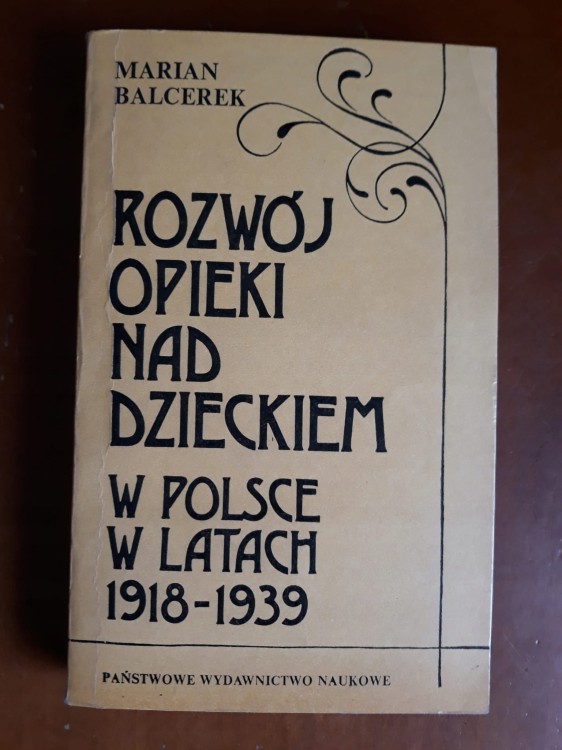 MARIAN
BALCEREK
ROZWÓJ
OPIEKI
NAD
DZIECKIEM
W POLSCE
W LATACH
1918-1939
PAŃSTWOWE WYDAWNICTWO NAUKOWE